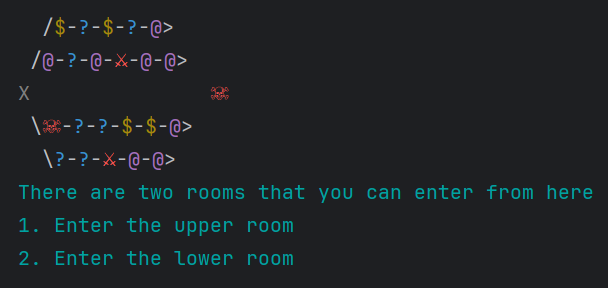 /$-?-$-?-@>
 /@-?-@-⚔-@-@>
X               ☠
 \☠-?-?-$-$-@>
  \?-?-⚔-@-@>
There are two rooms that you can enter from here
1. Enter the upper room
2. Enter the lower room